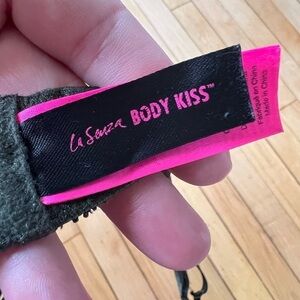 La Senza BODY KISS™
Fabriqué en Chine
Made in China